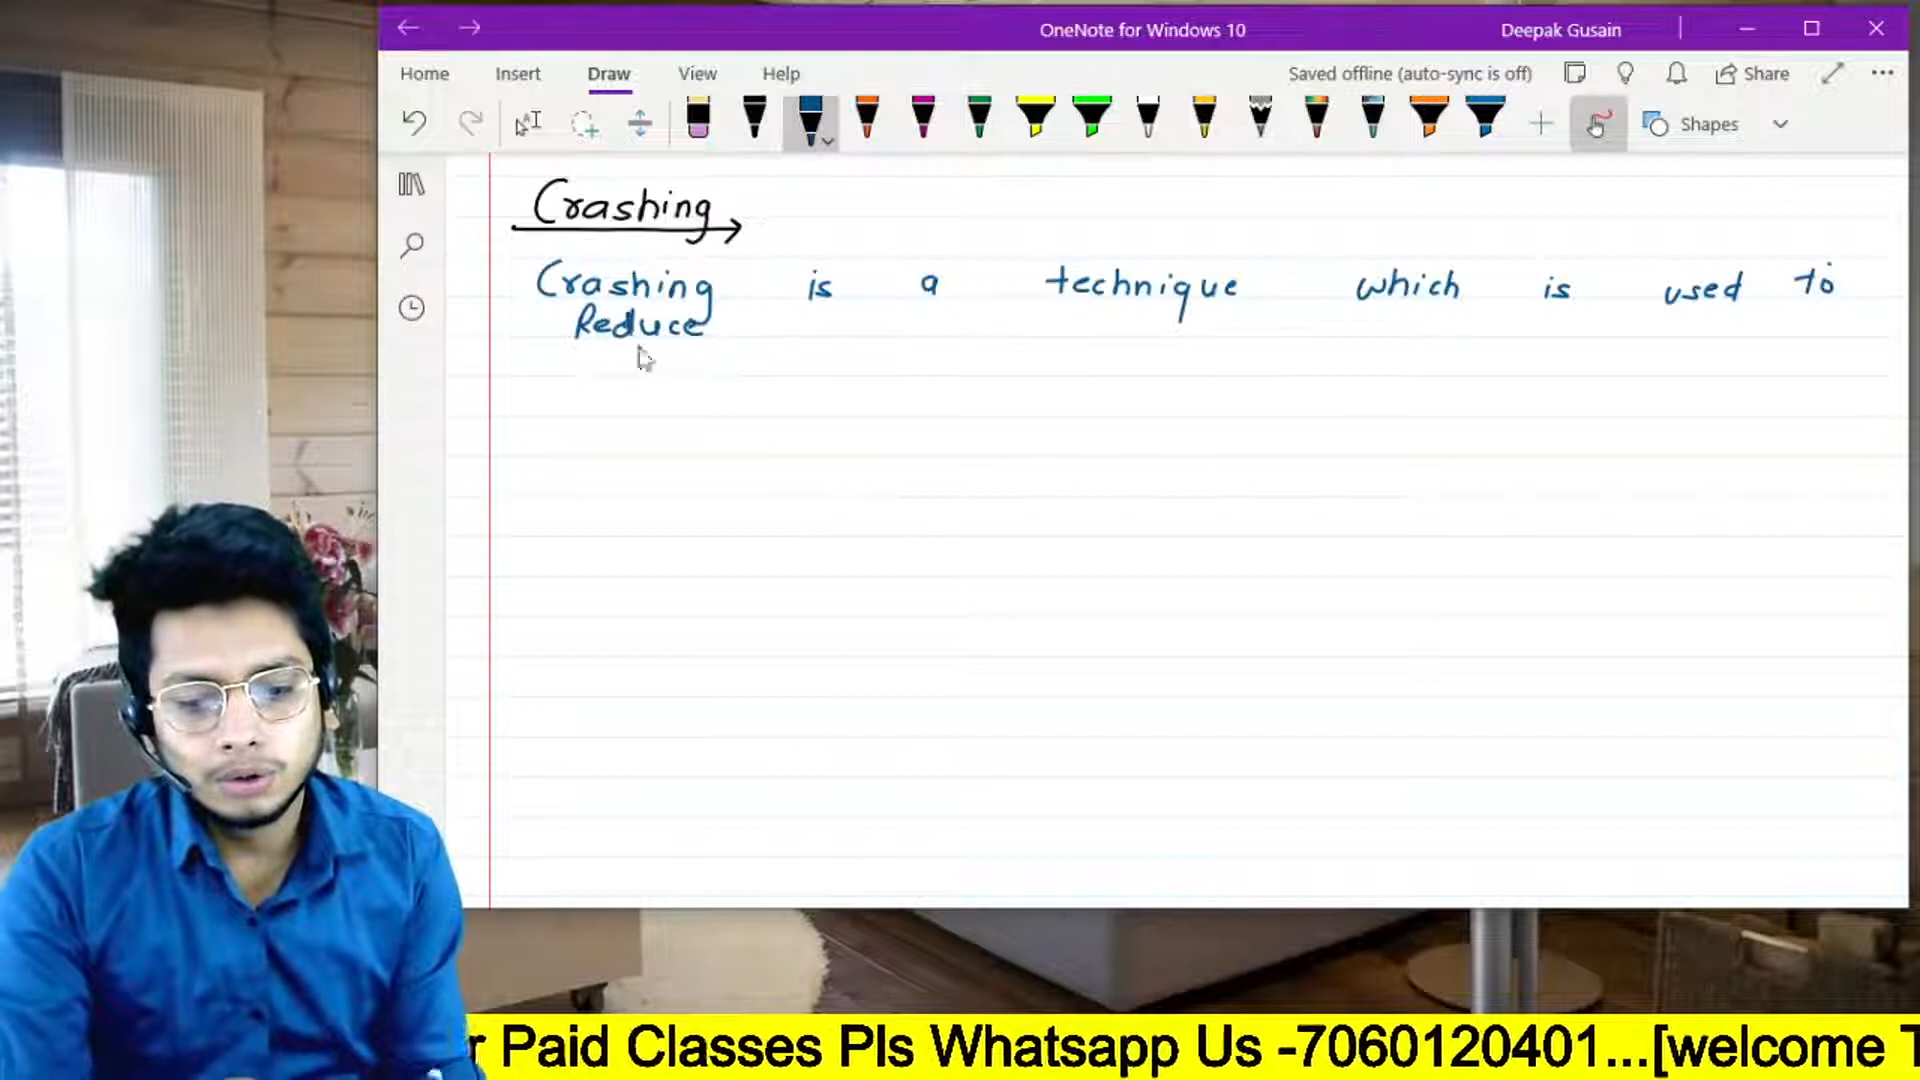 OneNote for Windows 10
Deepak Gusain
Home Insert Draw View Help
Saved offline (auto-sync is off)
Share
Shapes
Crashing
Crashing is a technique which is used to
Reduce
r Paid Classes Pls Whatsapp Us -7060120401...[welcome T